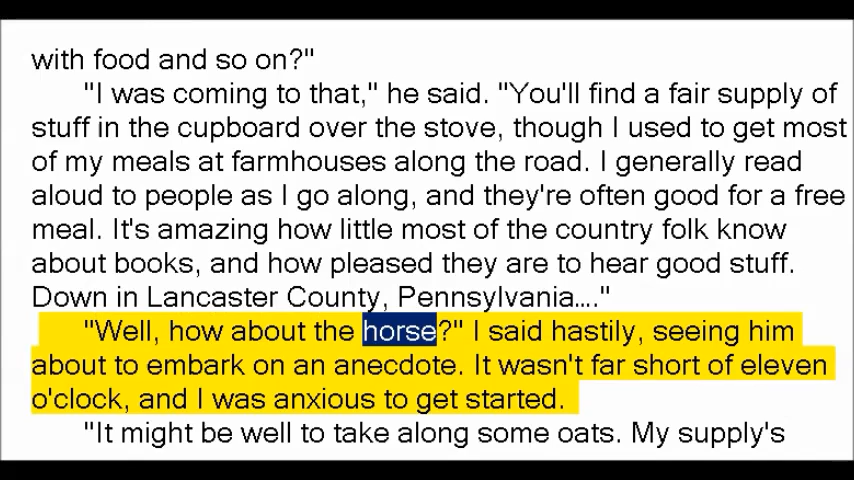 with food and so on?"
"I was coming to that," he said. "You'll find a fair supply of
stuff in the cupboard over the stove, though I used to get most
of my meals at farmhouses along the road. I generally read
aloud to people as I go along, and they're often good for a free
meal. It's amazing how little most of the country folk know
about books, and how pleased they are to hear good stuff.
Down in Lancaster County, Pennsylvania...."
"Well, how about the horse?" I said hastily, seeing him
about to embark on an anecdote. It wasn't far short of eleven
o'clock, and I was anxious to get started.
"It might be well to take along some oats. My supply's